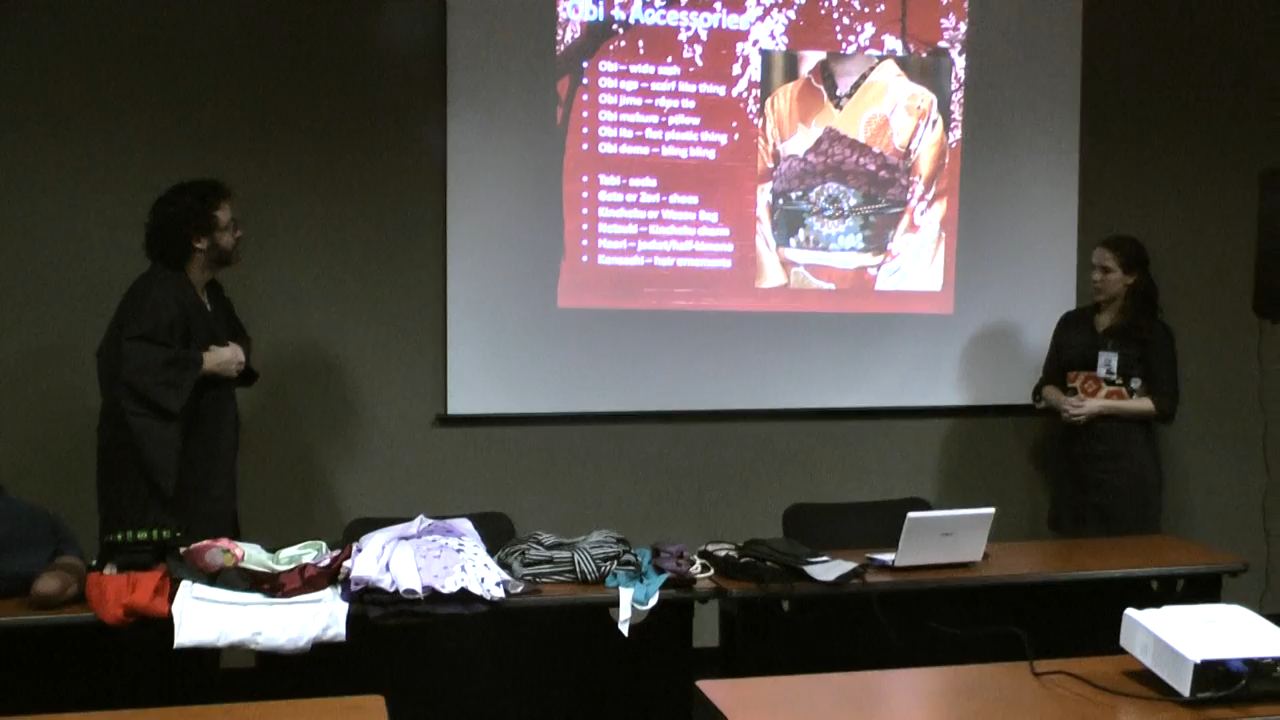 Obi + Accessories
Obi – wide sash
Obi age – scarf like thing
Obi jime – rope tie
Obi makura - pillow
Obi ita – flat plastic thing
Obi dome – bling bling
Tabi - socks
Geta or Zori - shoes
Kinchaku or Wassu Bag
Netsuki – Kinchaku charm
Haori – jacket/half-kimono
Kanzashi – hair ornaments